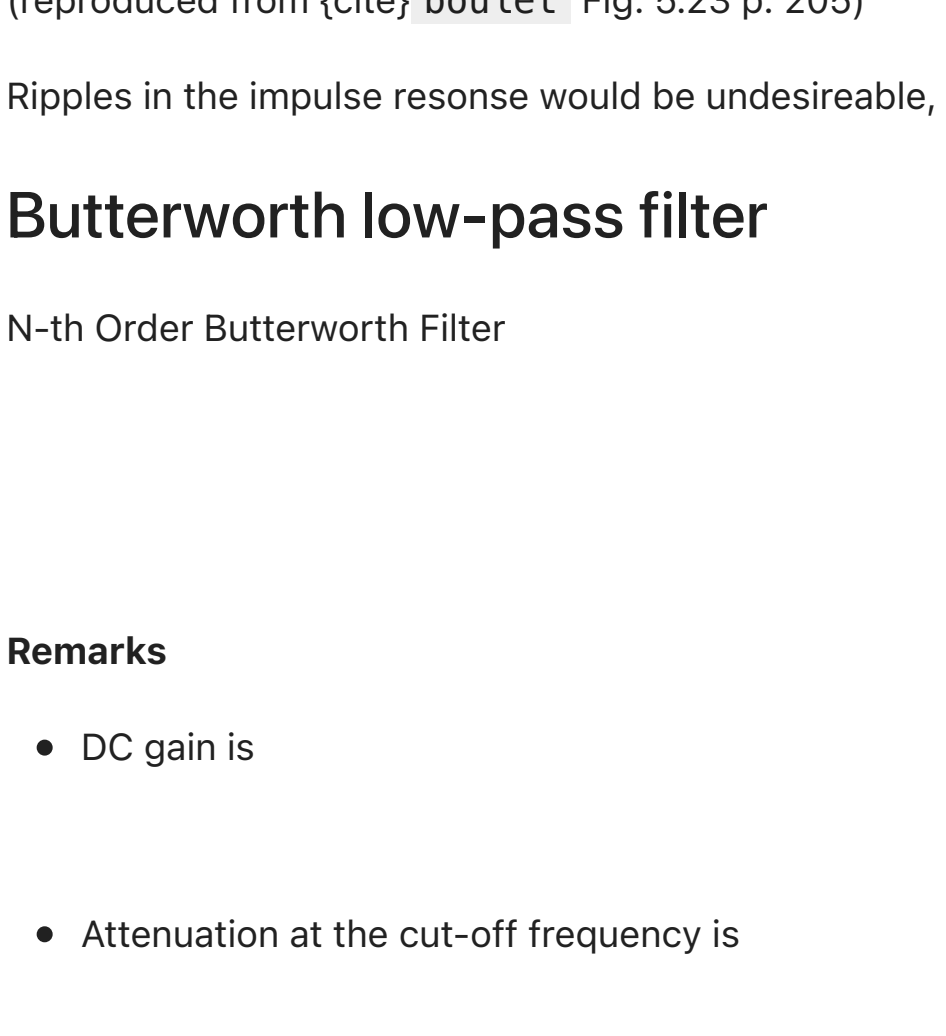 (reproduced from {cite} boulet Fig. 5.23 p. 205)
Ripples in the impulse resonse would be undesireable,
Butterworth low-pass filter
N-th Order Butterworth Filter
Remarks
• DC gain is
• Attenuation at the cut-off frequency is